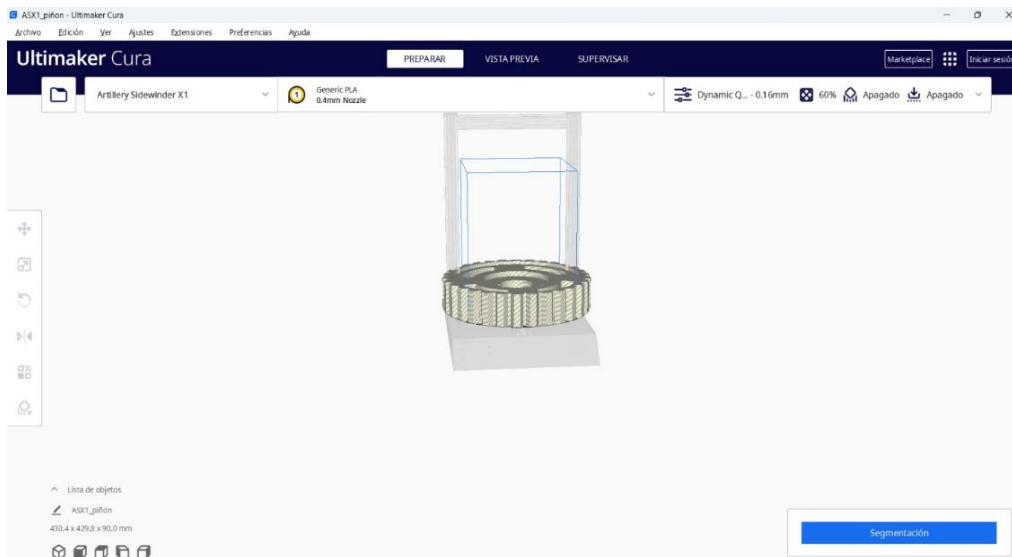 ASX1_piñon - Ultimaker Cura
Archivo Edición Ver Ajustes Extensiones Preferencias Ayuda
Ultimaker Cura PREPARAR VISTA PREVIA SUPERVISAR Marketplace Iniciar sesión
Artillery Sidewinder X1 1 Generic PLA Dynamic Q... - 0.16mm 60% Apagado Apagado
0.4mm Nozzle
Lista de objetos
ASX1_piñon
430.4 x 429.8 x 90.0 mm
Segmentación